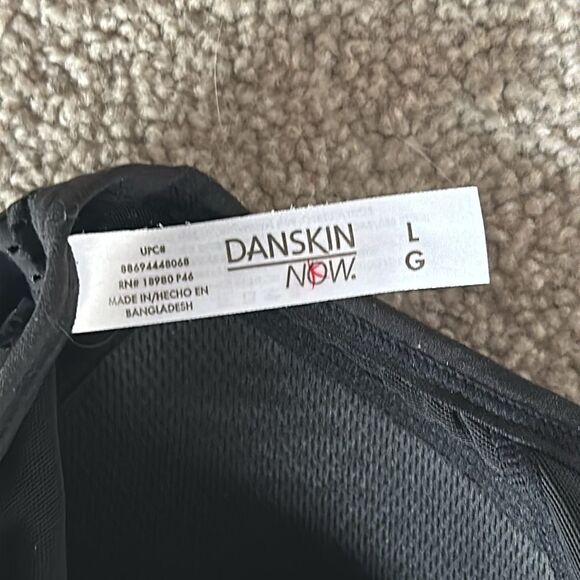 UPC#
88694448068
RN# 18980 P46
MADE IN/HECHO EN
BANGLADESH
DANSKIN
NOW.
L
G